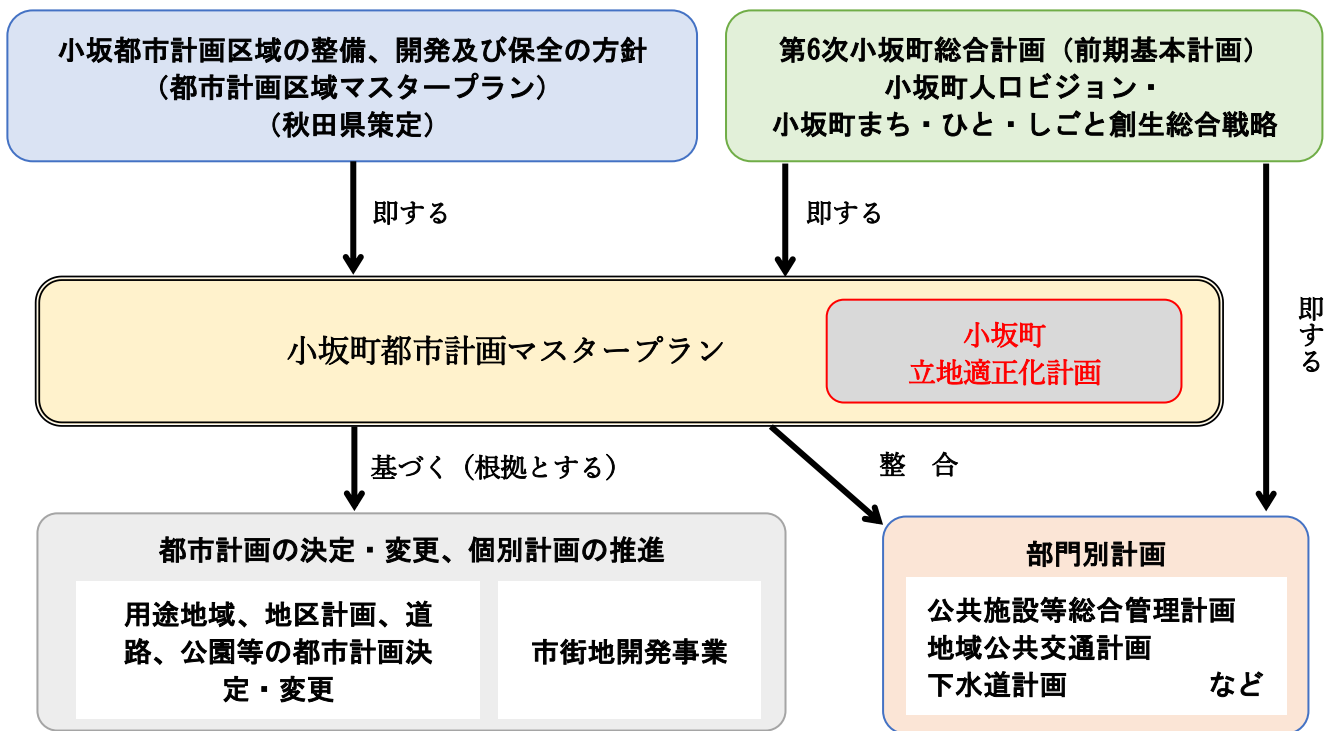 小坂都市計画区域の整備、開発及び保全の方針
（都市計画区域マスタープラン）
（秋田県策定）
第6次小坂町総合計画（前期基本計画）
小坂町人口ビジョン・
小坂町まち・ひと・しごと創生総合戦略
即する
即する
即する
小坂町都市計画マスタープラン
小坂町
立地適正化計画
基づく（根拠とする）
整　合
都市計画の決定・変更、個別計画の推進
用途地域、地区計画、道
路、公園等の都市計画決
定・変更
市街地開発事業
部門別計画
公共施設等総合管理計画
地域公共交通計画
下水道計画　　　　　など